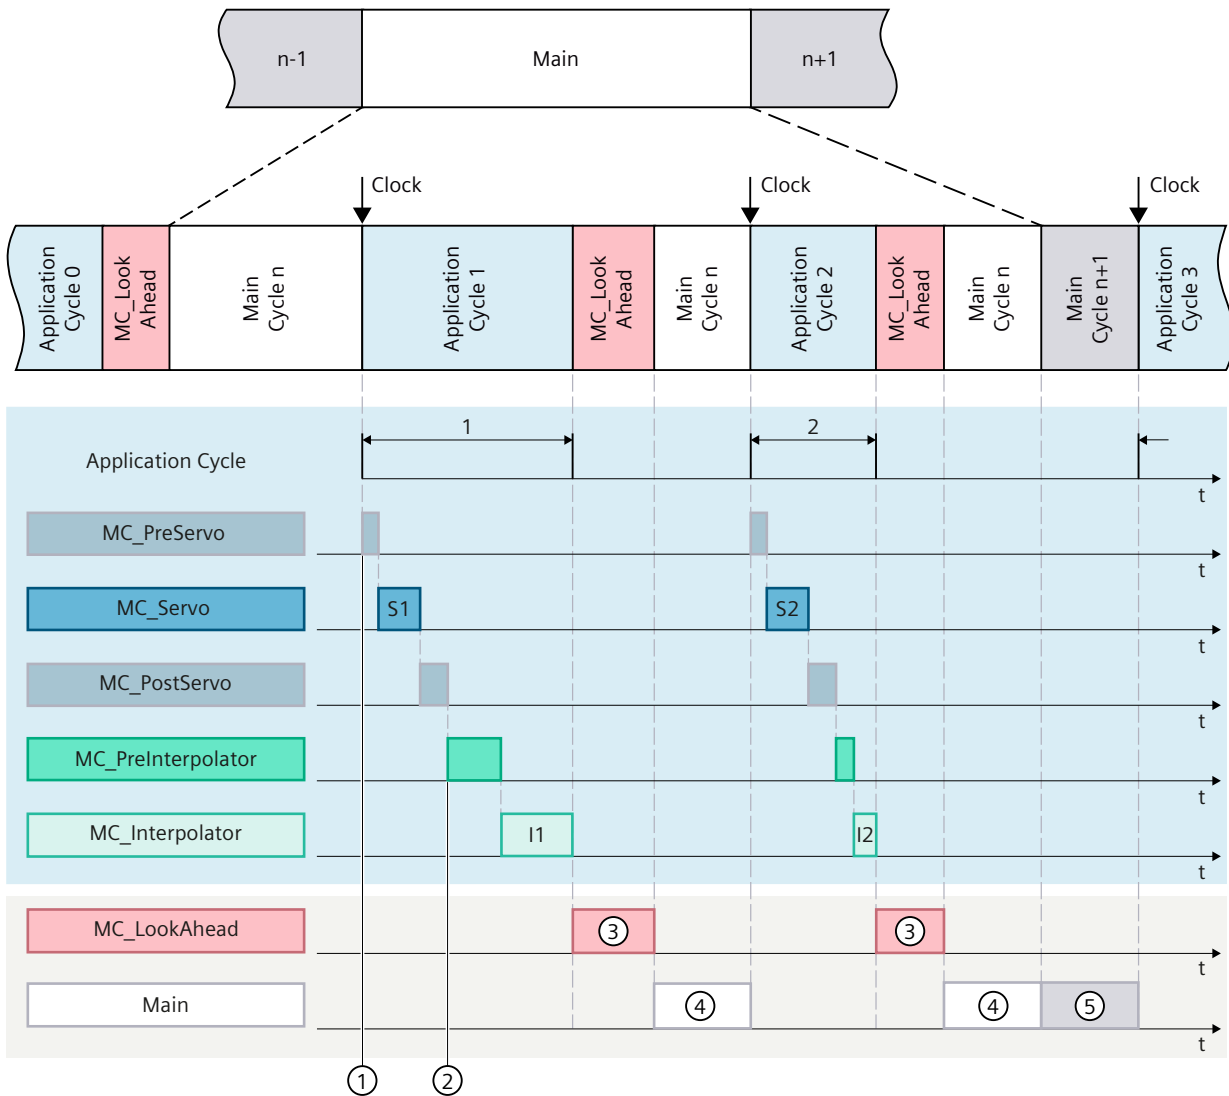 n-1
Main
n+1
Clock
Clock
Clock
Application
Cycle 0
MC_Look
Ahead
Main
Cycle n
Application
Cycle 1
MC_Look
Ahead
Main
Cycle n
Application
Cycle 2
MC_Look
Ahead
Main
Cycle n
Main
Cycle n+1
Application
Cycle 3
Application Cycle
1
2
t
MC_PreServo
t
MC_Servo
S1
S2
t
MC_PostServo
t
MC_PreInterpolator
t
MC_Interpolator
I1
I2
t
MC_LookAhead
3
3
t
Main
4
4
5
t
1
2